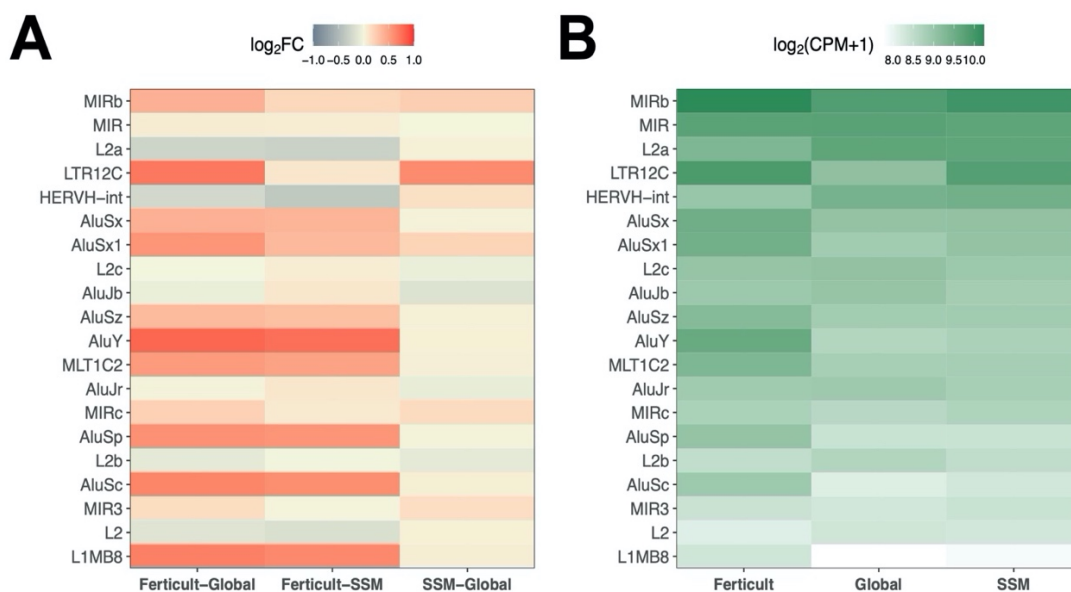 A
log₂FC
−1.0 −0.5 0.0 0.5 1.0
MIRb
MIR
L2a
LTR12C
HERVH−int
AluSx
AluSx1
L2c
AluJb
AluSz
AluY
MLT1C2
AluJr
MIRc
AluSp
L2b
AluSc
MIR3
L2
L1MB8
Ferticult−Global Ferticult−SSM SSM−Global
B
log₂(CPM+1)
8.0 8.5 9.0 9.5 10.0
MIRb
MIR
L2a
LTR12C
HERVH−int
AluSx
AluSx1
L2c
AluJb
AluSz
AluY
MLT1C2
AluJr
MIRc
AluSp
L2b
AluSc
MIR3
L2
L1MB8
Ferticult Global SSM